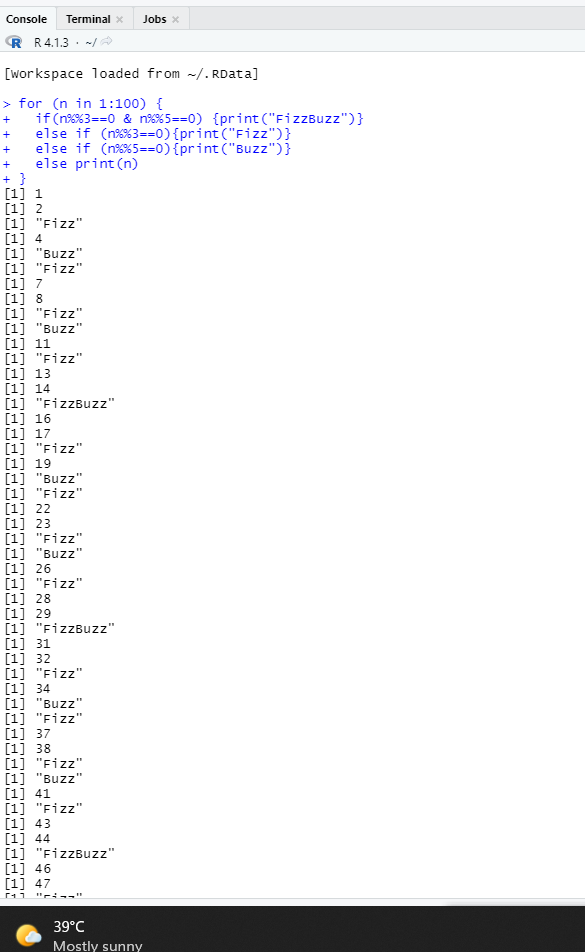 Console Terminal Jobs
R 4.1.3 · ~/
[Workspace loaded from ~/.RData]
> for (n in 1:100) {
+   if(n%%3==0 & n%%5==0) {print("FizzBuzz")}
+   else if (n%%3==0){print("Fizz")}
+   else if (n%%5==0){print("Buzz")}
+   else print(n)
+ }
[1] 1
[1] 2
[1] "Fizz"
[1] 4
[1] "Buzz"
[1] "Fizz"
[1] 7
[1] 8
[1] "Fizz"
[1] "Buzz"
[1] 11
[1] "Fizz"
[1] 13
[1] 14
[1] "FizzBuzz"
[1] 16
[1] 17
[1] "Fizz"
[1] 19
[1] "Buzz"
[1] "Fizz"
[1] 22
[1] 23
[1] "Fizz"
[1] "Buzz"
[1] 26
[1] "Fizz"
[1] 28
[1] 29
[1] "FizzBuzz"
[1] 31
[1] 32
[1] "Fizz"
[1] 34
[1] "Buzz"
[1] "Fizz"
[1] 37
[1] 38
[1] "Fizz"
[1] "Buzz"
[1] 41
[1] "Fizz"
[1] 43
[1] 44
[1] "FizzBuzz"
[1] 46
[1] 47
[1] "Fizz"
39°C
Mostly sunny